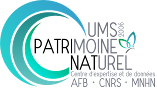 UMS
2006
PATRIMOINE
NATUREL
Centre d'expertise et de données
AFB · CNRS · MNHN